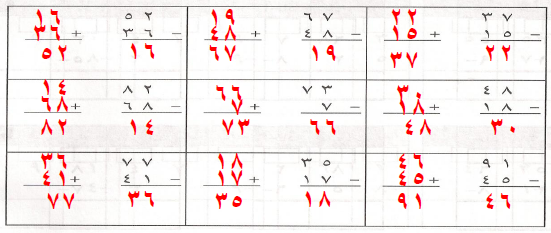 ١٦ ٥٢ ١٩ ٦٧ ٢٢ ٣٧
٣٦ + ٣٦ − ٤٨ + ٤٨ − ١٥ + ١٥ −
٥٢ ١٦ ٦٧ ١٩ ٣٧ ٢٢
١٤ ٨٢ ٦٦ ٧٣ ٣٠ ٤٨
٦٨ + ٦٨ − ٧ + ٧ − ١٨ + ١٨ −
٨٢ ١٤ ٧٣ ٦٦ ٤٨ ٣٠
٣٦ ٧٧ ١٨ ٣٥ ٤٦ ٩١
٤١ + ٤١ − ١٧ + ١٧ − ٤٥ + ٤٥ −
٧٧ ٣٦ ٣٥ ١٨ ٩١ ٤٦